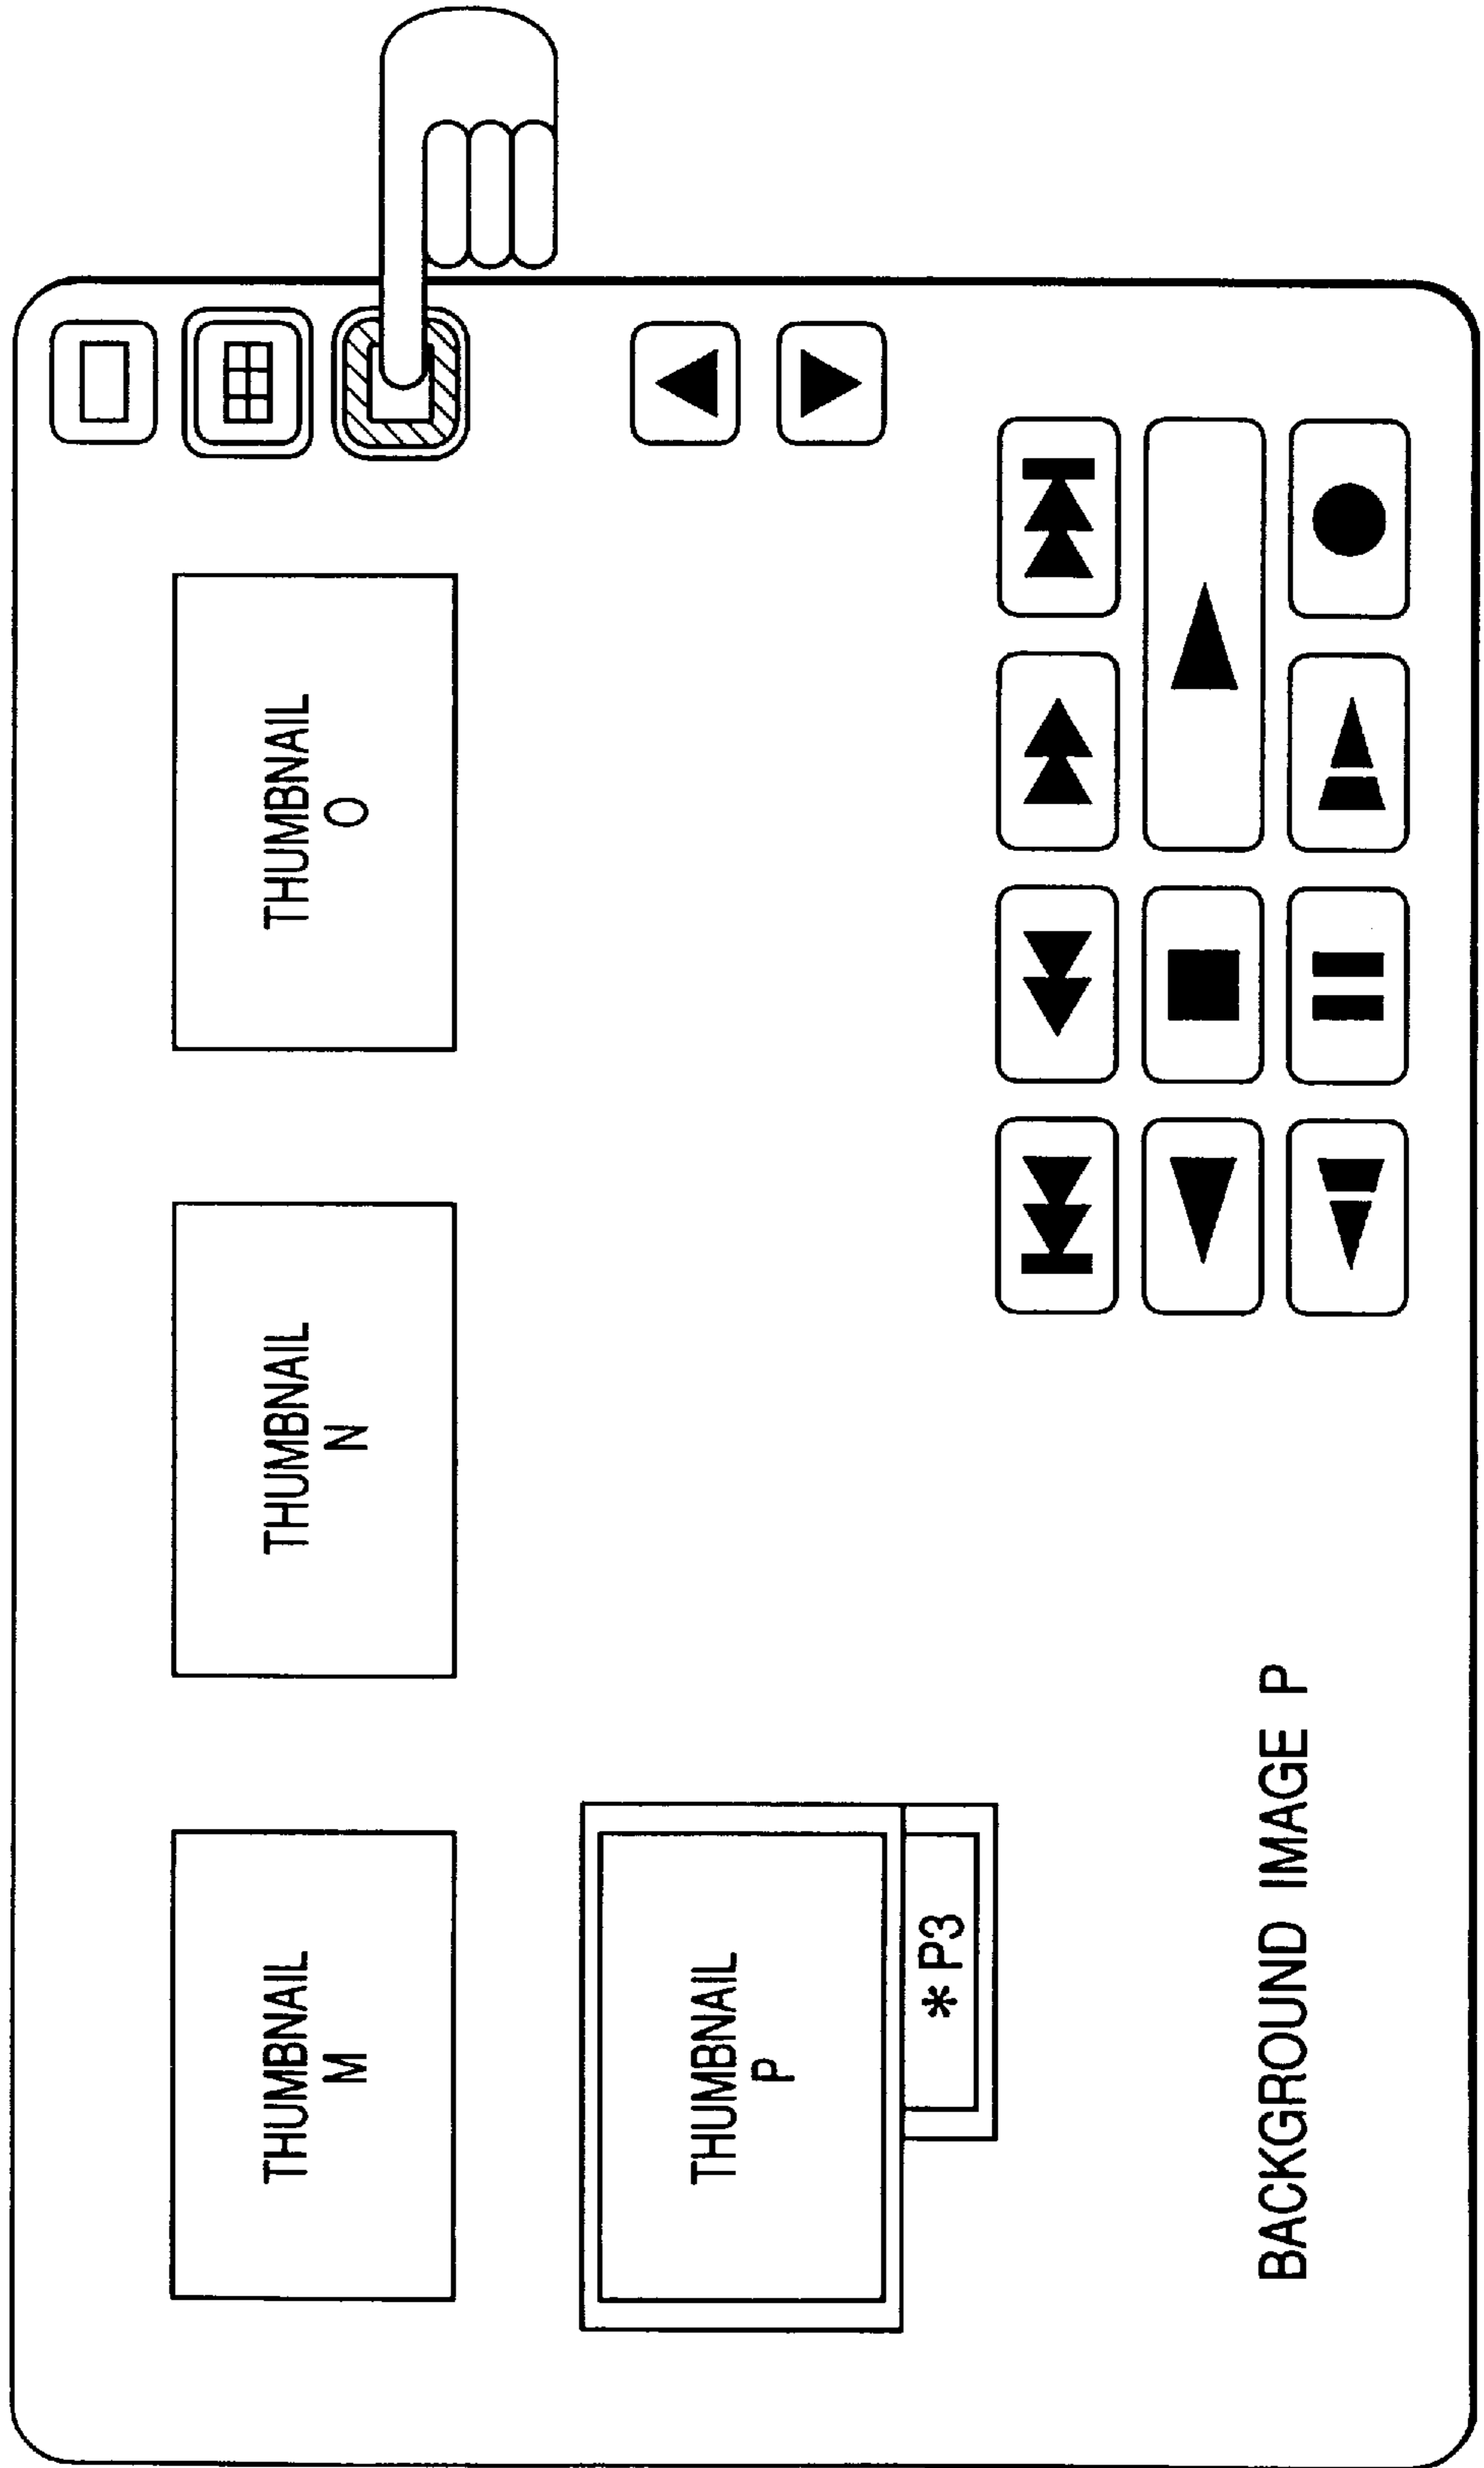 THUMBNAIL
M
THUMBNAIL
N
THUMBNAIL
O
THUMBNAIL
P
* P3
BACKGROUND IMAGE P